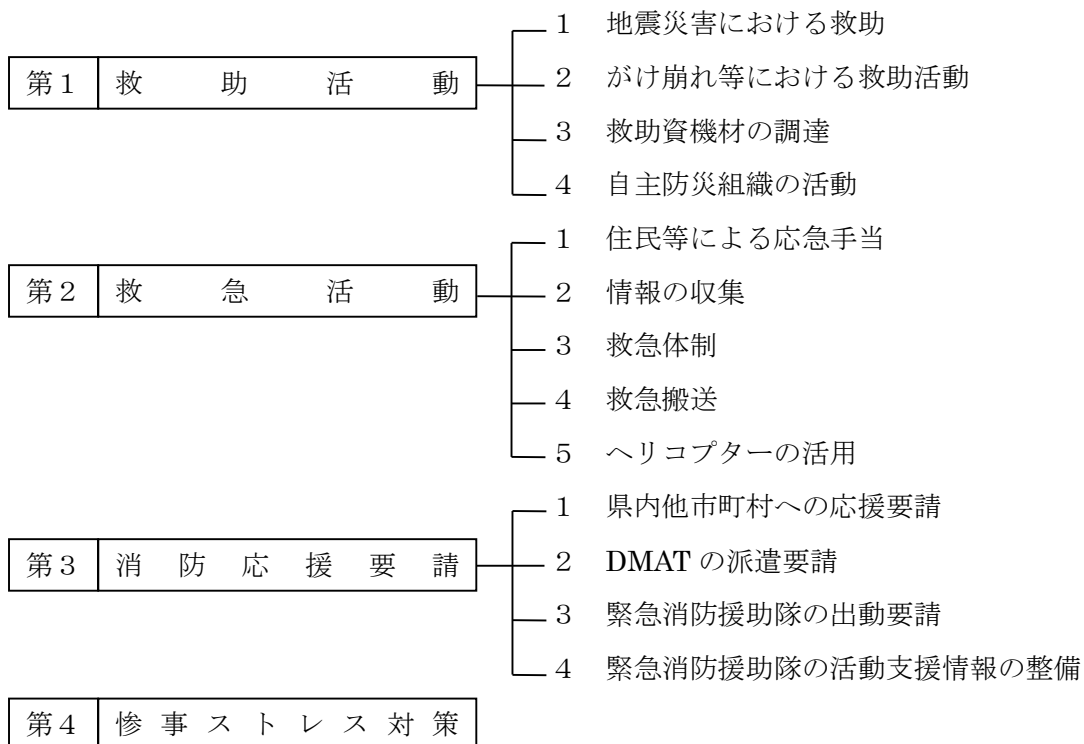 第１ 救助活動
１ 地震災害における救助
２ がけ崩れ等における救助活動
３ 救助資機材の調達
４ 自主防災組織の活動
第２ 救急活動
１ 住民等による応急手当
２ 情報の収集
３ 救急体制
４ 救急搬送
５ ヘリコプターの活用
第３ 消防応援要請
１ 県内他市町村への応援要請
２ DMAT の派遣要請
３ 緊急消防援助隊の出動要請
４ 緊急消防援助隊の活動支援情報の整備
第４ 惨事ストレス対策